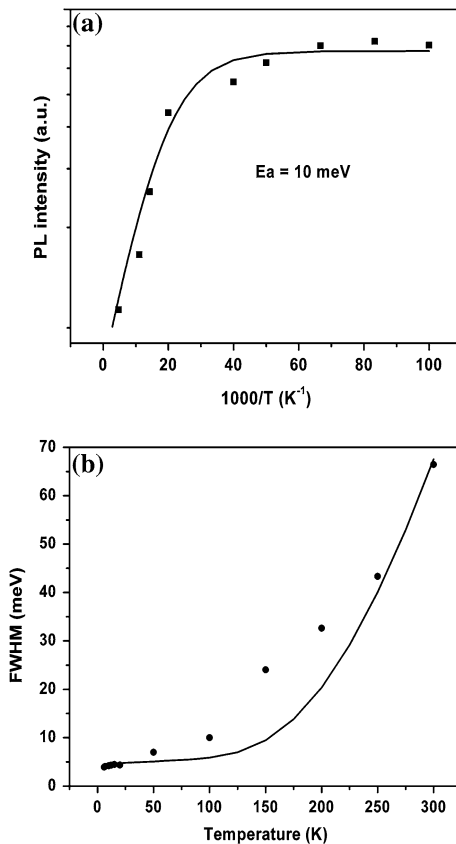 (a)
PL intensity (a.u.)
Ea = 10 meV
0 20 40 60 80 100
1000/T (K⁻¹)
(b)
70
60
50
40
30
20
10
0
FWHM (meV)
0 50 100 150 200 250 300
Temperature (K)